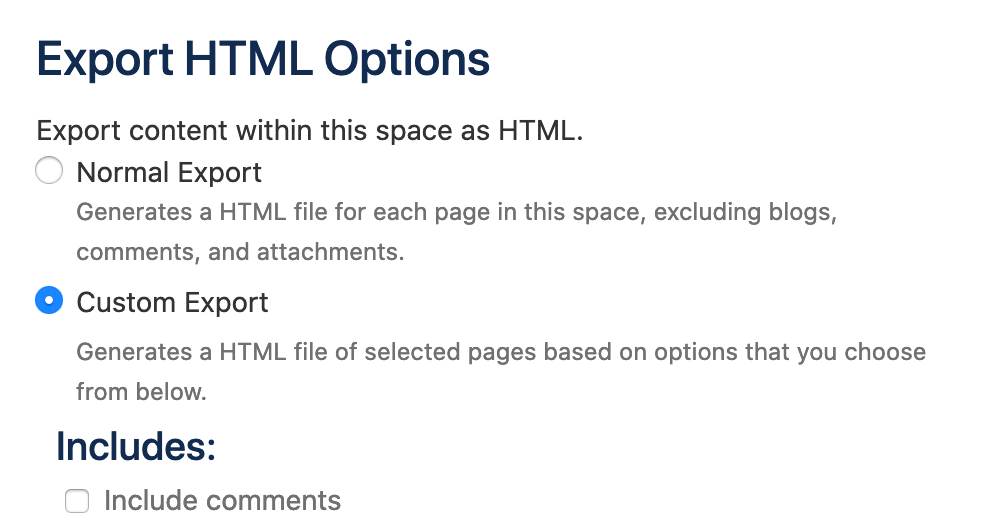 Export HTML Options
Export content within this space as HTML.
Normal Export
Generates a HTML file for each page in this space, excluding blogs,
comments, and attachments.
Custom Export
Generates a HTML file of selected pages based on options that you choose
from below.
Includes:
Include comments